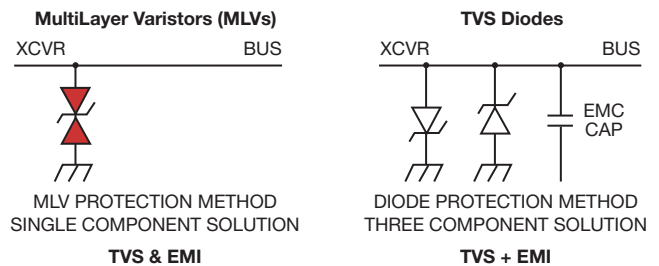 MultiLayer Varistors (MLVs)
XCVR BUS
MLV PROTECTION METHOD
SINGLE COMPONENT SOLUTION
TVS & EMI
TVS Diodes
XCVR BUS
EMC
CAP
DIODE PROTECTION METHOD
THREE COMPONENT SOLUTION
TVS + EMI